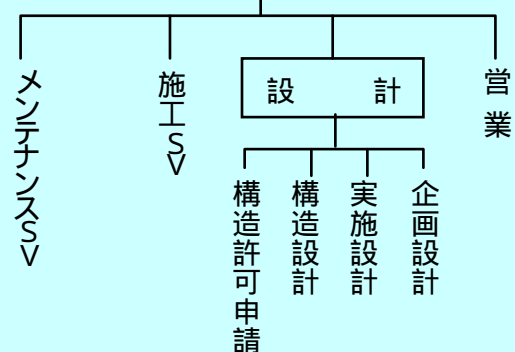 営業
設計
施工SV
メンテナンスSV
企画設計
実施設計
構造設計
構造許可申請